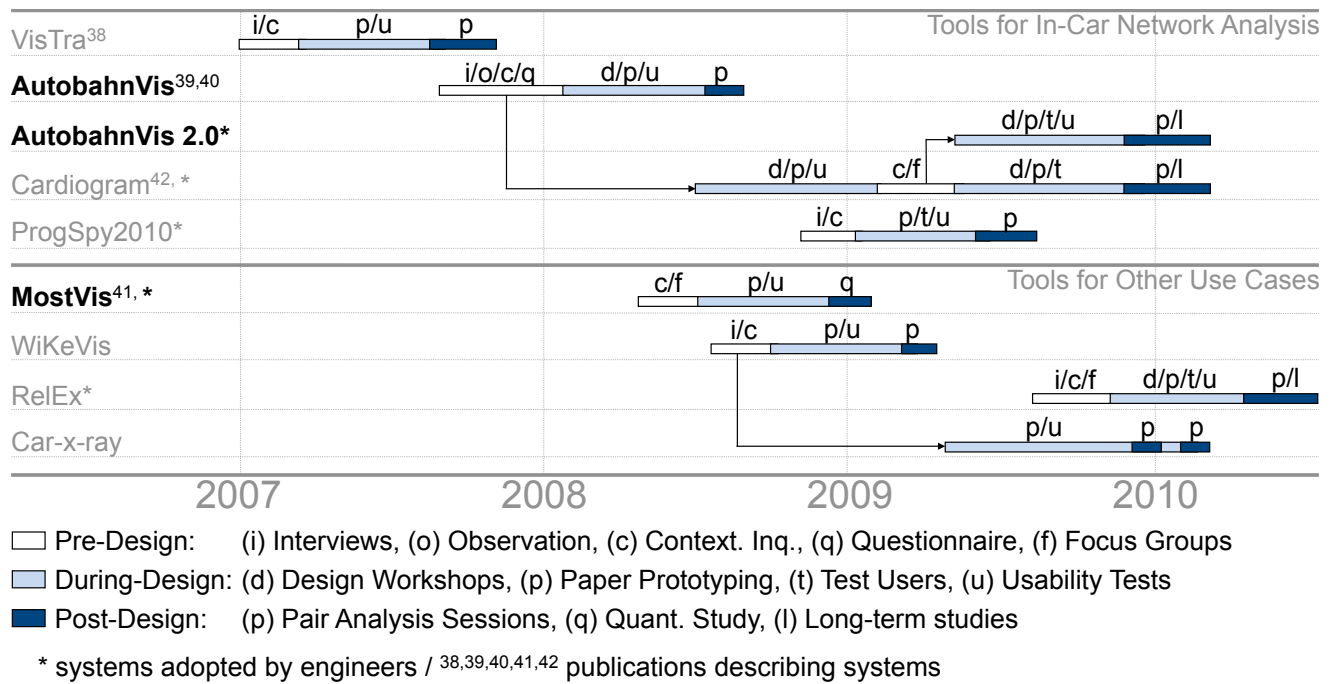 i/c p/u p Tools for In-Car Network Analysis
VisTra38
i/o/c/q d/p/u p
AutobahnVis39,40
d/p/t/u p/l
AutobahnVis 2.0*
d/p/u c/f d/p/t p/l
Cardiogram42, *
i/c p/t/u p
ProgSpy2010*
c/f p/u q Tools for Other Use Cases
MostVis41, *
i/c p/u p
WiKeVis
i/c/f d/p/t/u p/l
RelEx*
p/u p p
Car-x-ray
2007 2008 2009 2010
Pre-Design: (i) Interviews, (o) Observation, (c) Context. Inq., (q) Questionnaire, (f) Focus Groups
During-Design: (d) Design Workshops, (p) Paper Prototyping, (t) Test Users, (u) Usability Tests
Post-Design: (p) Pair Analysis Sessions, (q) Quant. Study, (l) Long-term studies
* systems adopted by engineers / 38,39,40,41,42 publications describing systems